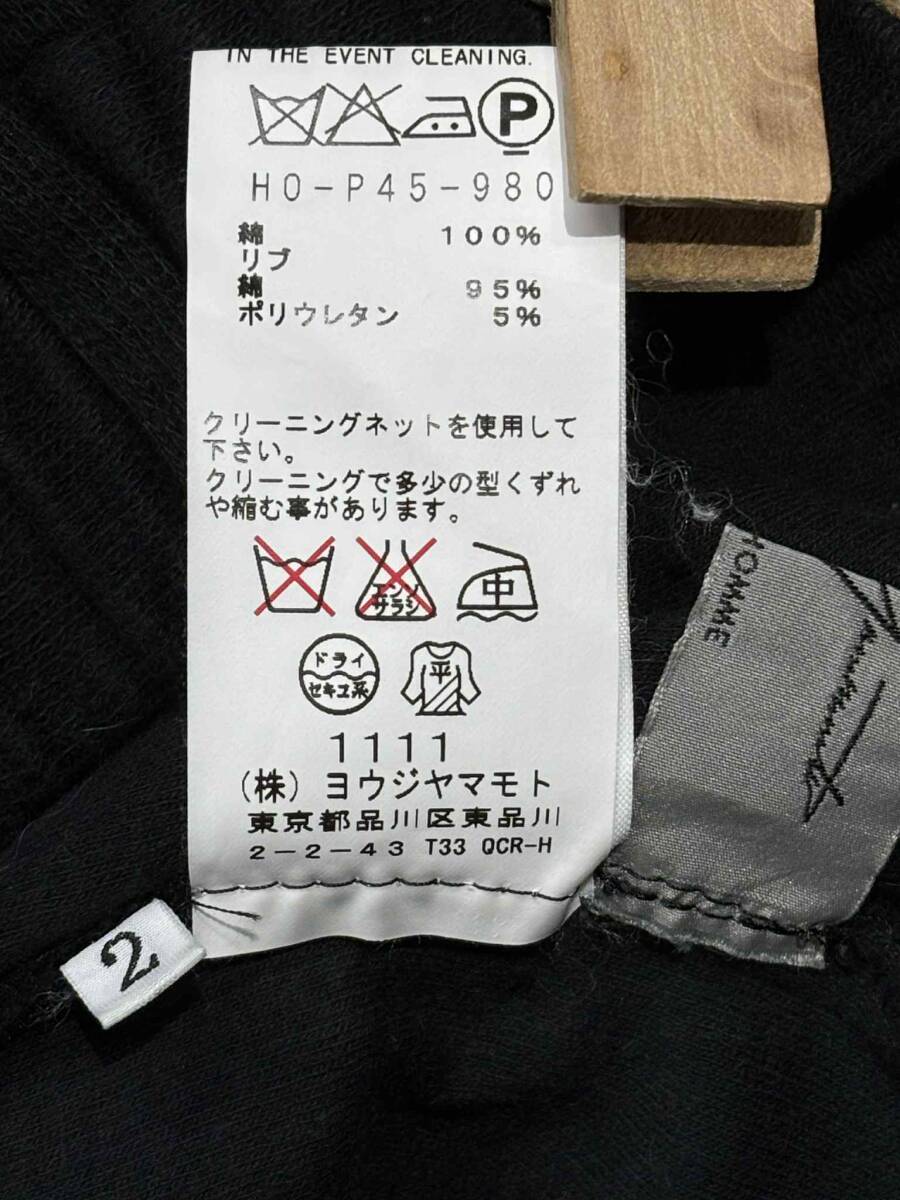 IN THE EVENT CLEANING.
P
HO-P45-980
綿 100%
リブ
綿 95%
ポリウレタン 5%
クリーニングネットを使用して
下さい。
クリーニングで多少の型くずれ
や縮む事があります。
エンソ
サラシ
中
ドライ
セキユ系
平
1111
(株) ヨウジヤマモト
東京都品川区東品川
2-2-43 T33 QCR-H
2
HOMME